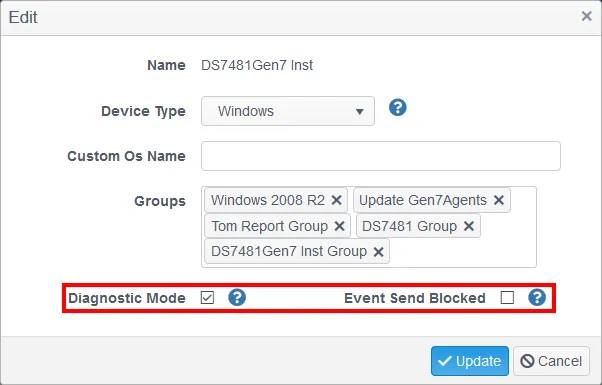 Edit ×
Name DS7481Gen7 Inst
Device Type Windows ?
Custom Os Name
Groups Windows 2008 R2 × Update Gen7Agents ×
Tom Report Group × DS7481 Group ×
DS7481Gen7 Inst Group ×
Diagnostic Mode ? Event Send Blocked ?
Update Cancel